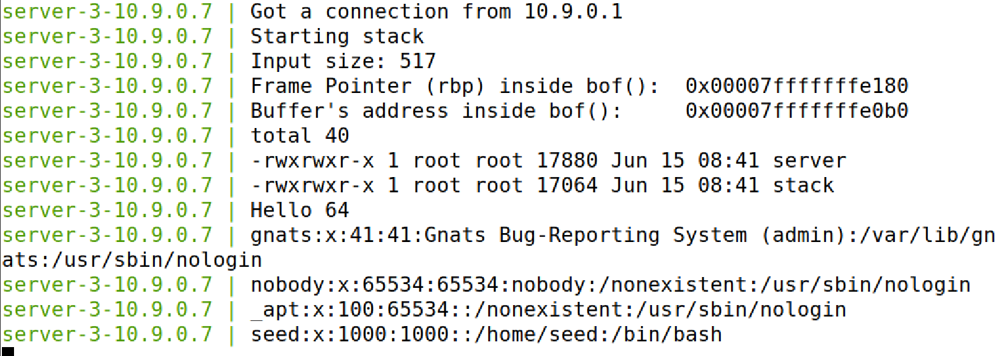 server-3-10.9.0.7 | Got a connection from 10.9.0.1
server-3-10.9.0.7 | Starting stack
server-3-10.9.0.7 | Input size: 517
server-3-10.9.0.7 | Frame Pointer (rbp) inside bof():  0x00007fffffffe180
server-3-10.9.0.7 | Buffer's address inside bof():     0x00007fffffffe0b0
server-3-10.9.0.7 | total 40
server-3-10.9.0.7 | -rwxrwxr-x 1 root root 17880 Jun 15 08:41 server
server-3-10.9.0.7 | -rwxrwxr-x 1 root root 17064 Jun 15 08:41 stack
server-3-10.9.0.7 | Hello 64
server-3-10.9.0.7 | gnats:x:41:41:Gnats Bug-Reporting System (admin):/var/lib/gn
ats:/usr/sbin/nologin
server-3-10.9.0.7 | nobody:x:65534:65534:nobody:/nonexistent:/usr/sbin/nologin
server-3-10.9.0.7 | _apt:x:100:65534::/nonexistent:/usr/sbin/nologin
server-3-10.9.0.7 | seed:x:1000:1000::/home/seed:/bin/bash